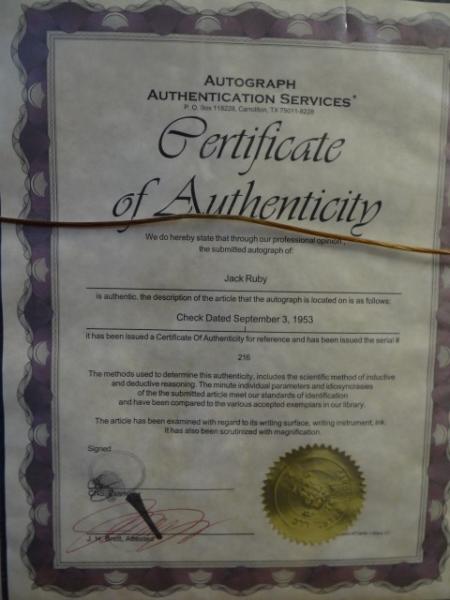 AUTOGRAPH
AUTHENTICATION SERVICES*
P. O. Box 118228, Carrollton, TX 75011-8228
Certificate
of Authenticity
We do hereby state that through our professional opinion,
the submitted autograph of:
Jack Ruby
is authentic, the description of the article that the autograph is located on is as follows:
Check Dated September 3, 1953
it has been issued a Certificate Of Authenticity for reference and has been issued the serial #
216
The methods used to determine this authenticity, includes the scientific method of inductive
and deductive reasoning. The minute individual parameters and idiosyncrasies
of the the submitted article meet our standards of identification
and have been compared to the various accepted exemplars in our library.
The article has been examined with regard to its writing surface, writing instrument, ink.
It has also been scrutinized with magnification.
Signed
J. H. Brett,